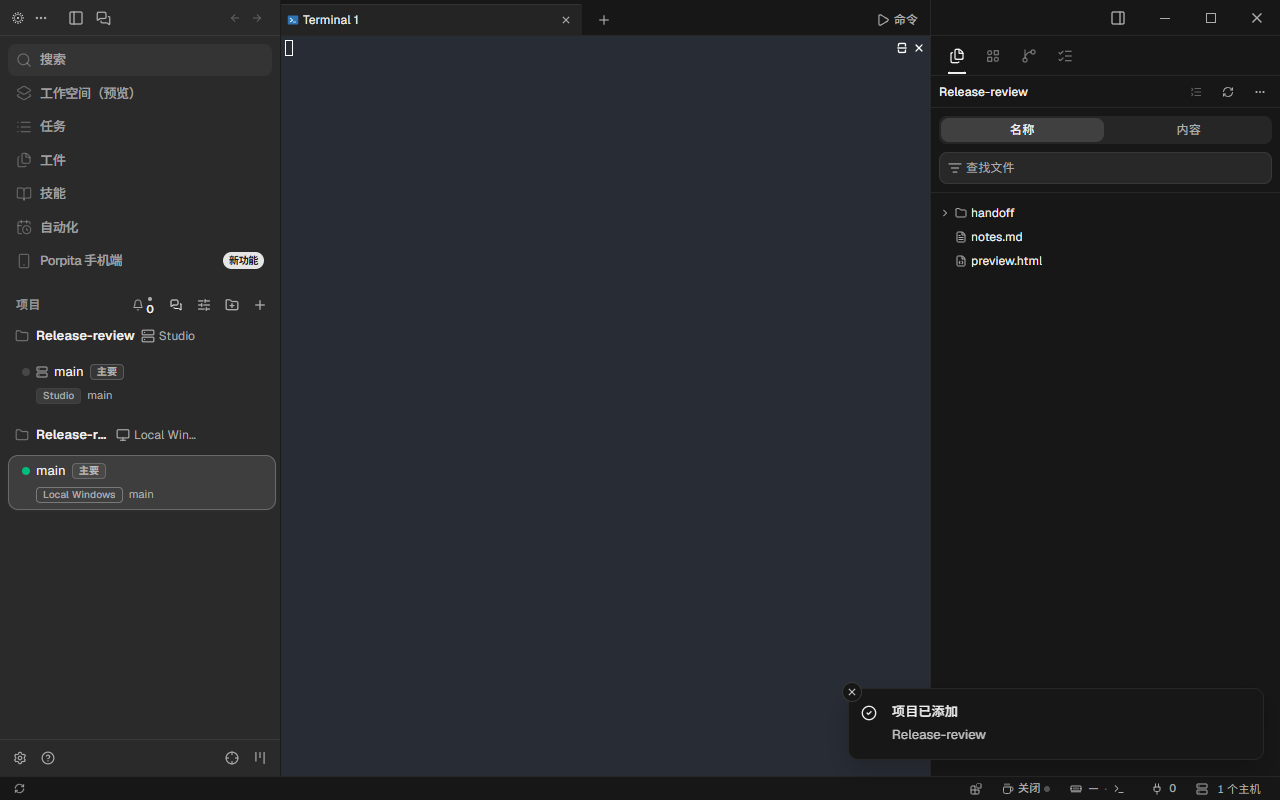 搜索
工作空间（预览）
任务
工件
技能
自动化
Porpita 手机端 新功能
项目 0
Release-review Studio
main 主要
Studio main
Release-r... Local Win...
main 主要
Local Windows main
Terminal 1
命令
Release-review
名称 内容
查找文件
handoff
notes.md
preview.html
项目已添加
Release-review
关闭 0 1 个主机